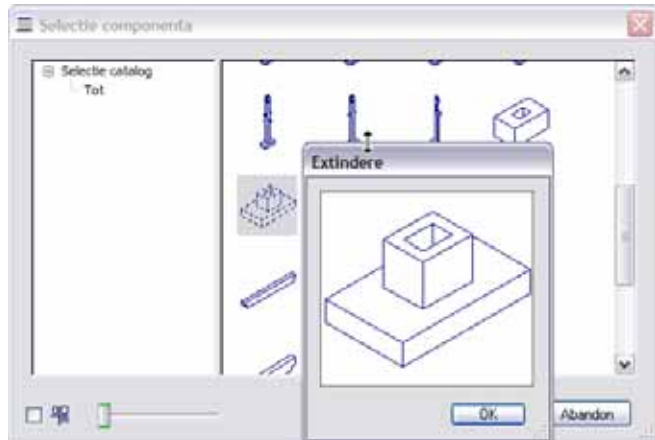 Selectie componenta
Selectie catalog
Tot
Extindere
OK
Abandon